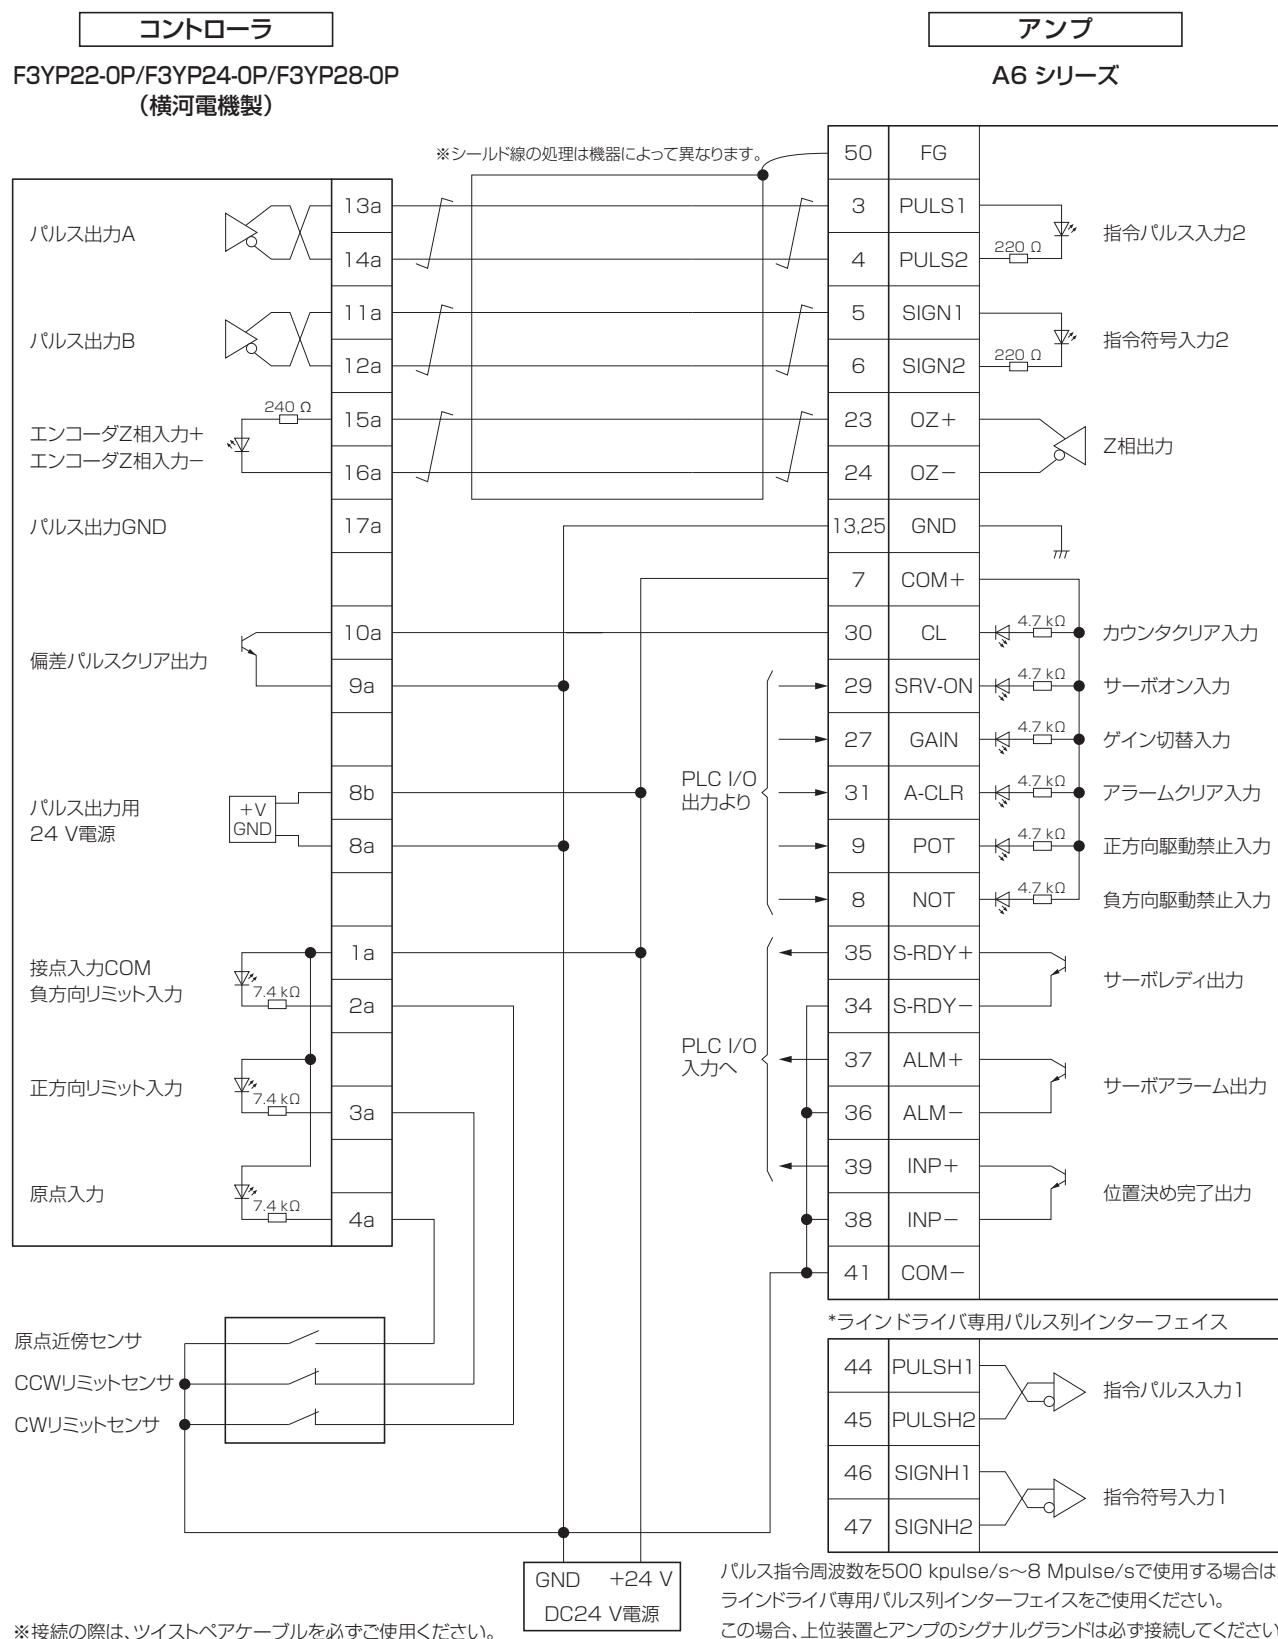 コントローラ
アンプ
F3YP22-0P/F3YP24-0P/F3YP28-0P
(横河電機製)
A6 シリーズ
※シールド線の処理は機器によって異なります。
50 FG
パルス出力A
13a
14a
3 PULS1
4 PULS2
220 Ω
指令パルス入力2
パルス出力B
11a
12a
5 SIGN1
6 SIGN2
220 Ω
指令符号入力2
240 Ω
エンコーダZ相入力+
エンコーダZ相入力−
15a
16a
23 OZ+
24 OZ−
Z相出力
パルス出力GND
17a
13,25 GND
7 COM+
偏差パルスクリア出力
10a
9a
30 CL 4.7 kΩ カウンタクリア入力
29 SRV-ON 4.7 kΩ サーボオン入力
27 GAIN 4.7 kΩ ゲイン切替入力
31 A-CLR 4.7 kΩ アラームクリア入力
9 POT 4.7 kΩ 正方向駆動禁止入力
8 NOT 4.7 kΩ 負方向駆動禁止入力
PLC I/O
出力より
パルス出力用
24 V電源
+V
GND
8b
8a
接点入力COM
負方向リミット入力
7.4 kΩ
1a
2a
正方向リミット入力
7.4 kΩ
3a
原点入力
7.4 kΩ
4a
PLC I/O
入力へ
35 S-RDY+
34 S-RDY−
サーボレディ出力
37 ALM+
36 ALM−
サーボアラーム出力
39 INP+
38 INP−
位置決め完了出力
41 COM−
原点近傍センサ
CCWリミットセンサ
CWリミットセンサ
*ラインドライバ専用パルス列インターフェイス
44 PULSH1
45 PULSH2
指令パルス入力1
46 SIGNH1
47 SIGNH2
指令符号入力1
GND +24 V
DC24 V電源
パルス指令周波数を500 kpulse/s〜8 Mpulse/sで使用する場合は
ラインドライバ専用パルス列インターフェイスをご使用ください。
この場合、上位装置とアンプのシグナルグランドは必ず接続してください
※接続の際は、ツイストペアケーブルを必ずご使用ください。